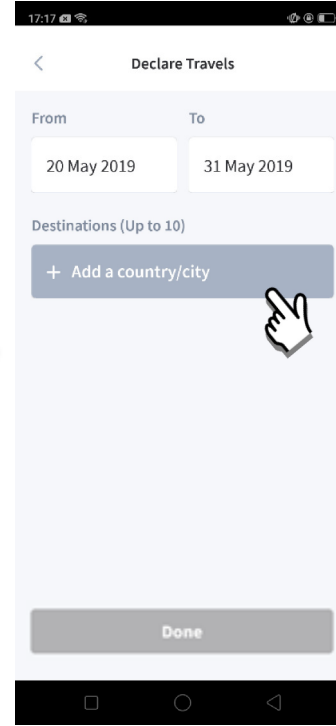 17:17
Declare Travels
From To
20 May 2019 31 May 2019
Destinations (Up to 10)
+ Add a country/city
Done